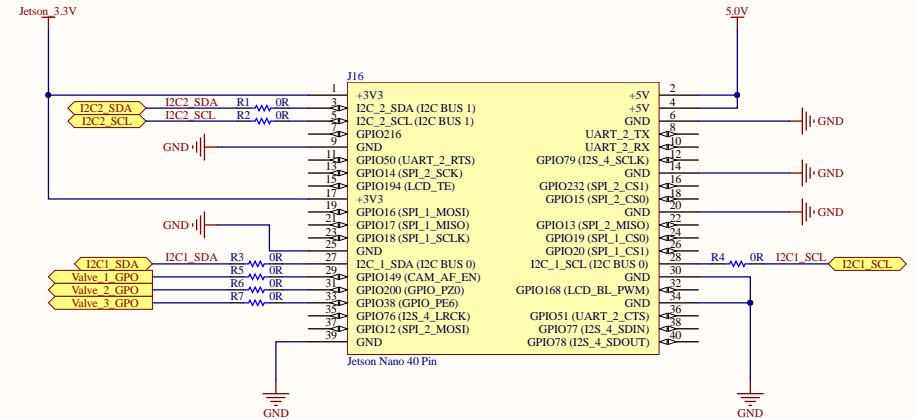 Jetson_3.3V
5.0V
J16
1 +3V3
+5V 2
I2C2_SDA I2C2_SDA R1 0R 3 I2C_2_SDA (I2C BUS 1)
+5V 4
I2C2_SCL I2C2_SCL R2 0R 5 I2C_2_SCL (I2C BUS 1)
GND 6 GND
7 GPIO216
UART_2_TX 8
GND 9 GND
UART_2_RX 10
11 GPIO50 (UART_2_RTS)
GPIO79 (I2S_4_SCLK) 12
13 GPIO14 (SPI_2_SCK)
GND 14 GND
15 GPIO194 (LCD_TE)
GPIO232 (SPI_2_CS1) 16
17 +3V3
GPIO15 (SPI_2_CS0) 18
19 GPIO16 (SPI_1_MOSI)
GND 20 GND
GND
21 GPIO17 (SPI_1_MISO)
GPIO13 (SPI_2_MISO) 22
23 GPIO18 (SPI_1_SCLK)
GPIO19 (SPI_1_CS0) 24
25 GND
GPIO20 (SPI_1_CS1) 26
I2C1_SDA I2C1_SDA R3 0R 27 I2C_1_SDA (I2C BUS 0)
I2C_1_SCL (I2C BUS 0) 28 R4 0R I2C1_SCL I2C1_SCL
Valve_1_GPO R5 0R 29 GPIO149 (CAM_AF_EN)
GND 30
Valve_2_GPO R6 0R 31 GPIO200 (GPIO_PZ0)
GPIO168 (LCD_BL_PWM) 32
Valve_3_GPO R7 0R 33 GPIO38 (GPIO_PE6)
GND 34
35 GPIO76 (I2S_4_LRCK)
GPIO51 (UART_2_CTS) 36
37 GPIO12 (SPI_2_MOSI)
GPIO77 (I2S_4_SDIN) 38
39 GND
GPIO78 (I2S_4_SDOUT) 40
Jetson Nano 40 Pin
GND
GND